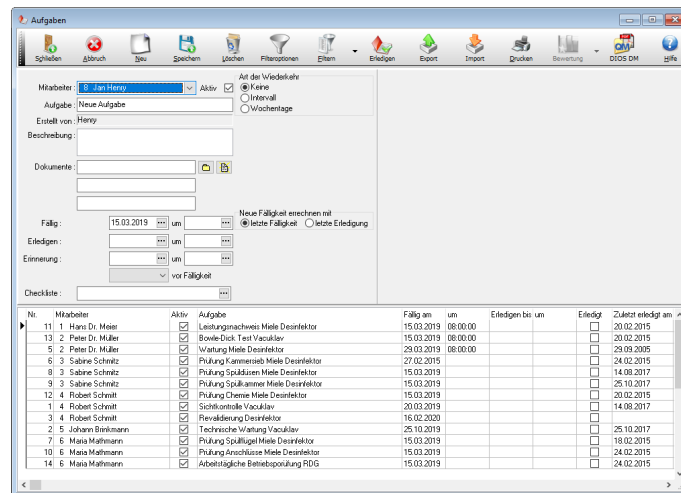 Aufgaben
Schließen Abbruch Neu Speichern Löschen Filteroptionen Filtern Erledigen Export Import Drucken Bewertung DIOS DM Hilfe
Mitarbeiter : 8 Jan Henry Aktiv
Aufgabe : Neue Aufgabe
Erstellt von : Henry
Beschreibung :
Dokumente :
Fällig : 15.03.2019 um
Erledigen : um
Erinnerung : um
vor Fälligkeit
Checkliste :
Art der Wiederkehr
Keine
Intervall
Wochentage
Neue Fälligkeit errechnen mit
letzte Fälligkeit letzte Erledigung
Nr. Mitarbeiter Aktiv Aufgabe Fällig am um Erledigen bis um Erledigt Zuletzt erledigt am
11 1 Hans Dr. Meier Leistungsnachweis Miele Desinfektor 15.03.2019 08:00:00 20.02.2015
13 2 Peter Dr. Müller Bowie-Dick Test Vacuklav 15.03.2019 08:00:00 20.02.2015
5 2 Peter Dr. Müller Wartung Miele Desinfektor 29.03.2019 08:00:00 29.09.2005
6 3 Sabine Schmitz Prüfung Kammersieb Miele Desinfektor 27.02.2015 24.02.2015
8 3 Sabine Schmitz Prüfung Spüldüsen Miele Desinfektor 15.03.2019 14.08.2017
9 3 Sabine Schmitz Prüfung Spülkammer Miele Desinfektor 15.03.2019 25.10.2017
12 4 Robert Schmitt Prüfung Chemie Miele Desinfektor 15.03.2019 20.02.2015
1 4 Robert Schmitt Sichtkontrolle Vacuklav 20.03.2019 14.08.2017
3 4 Robert Schmitt Revalidierung Desinfektor 16.02.2020
2 5 Johann Brinkmann Technische Wartung Vacuklav 25.10.2019 25.10.2017
7 6 Maria Mathmann Prüfung Spülflügel Miele Desinfektor 15.03.2019 18.02.2015
10 6 Maria Mathmann Prüfung Anschlüsse Miele Desinfektor 15.03.2019 24.02.2015
14 6 Maria Mathmann Arbeitstägliche Betriebsprüfung RDG 15.03.2019 24.02.2015